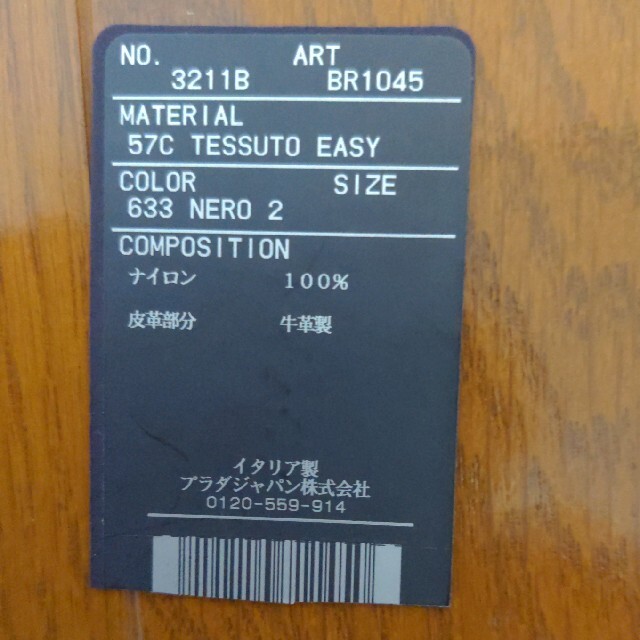 NO. ART
3211B BR1045
MATERIAL
57C TESSUTO EASY
COLOR SIZE
633 NERO 2
COMPOSITION
ナイロン 100%
皮革部分 牛革製
イタリア製
プラダジャパン株式会社
0120-559-914